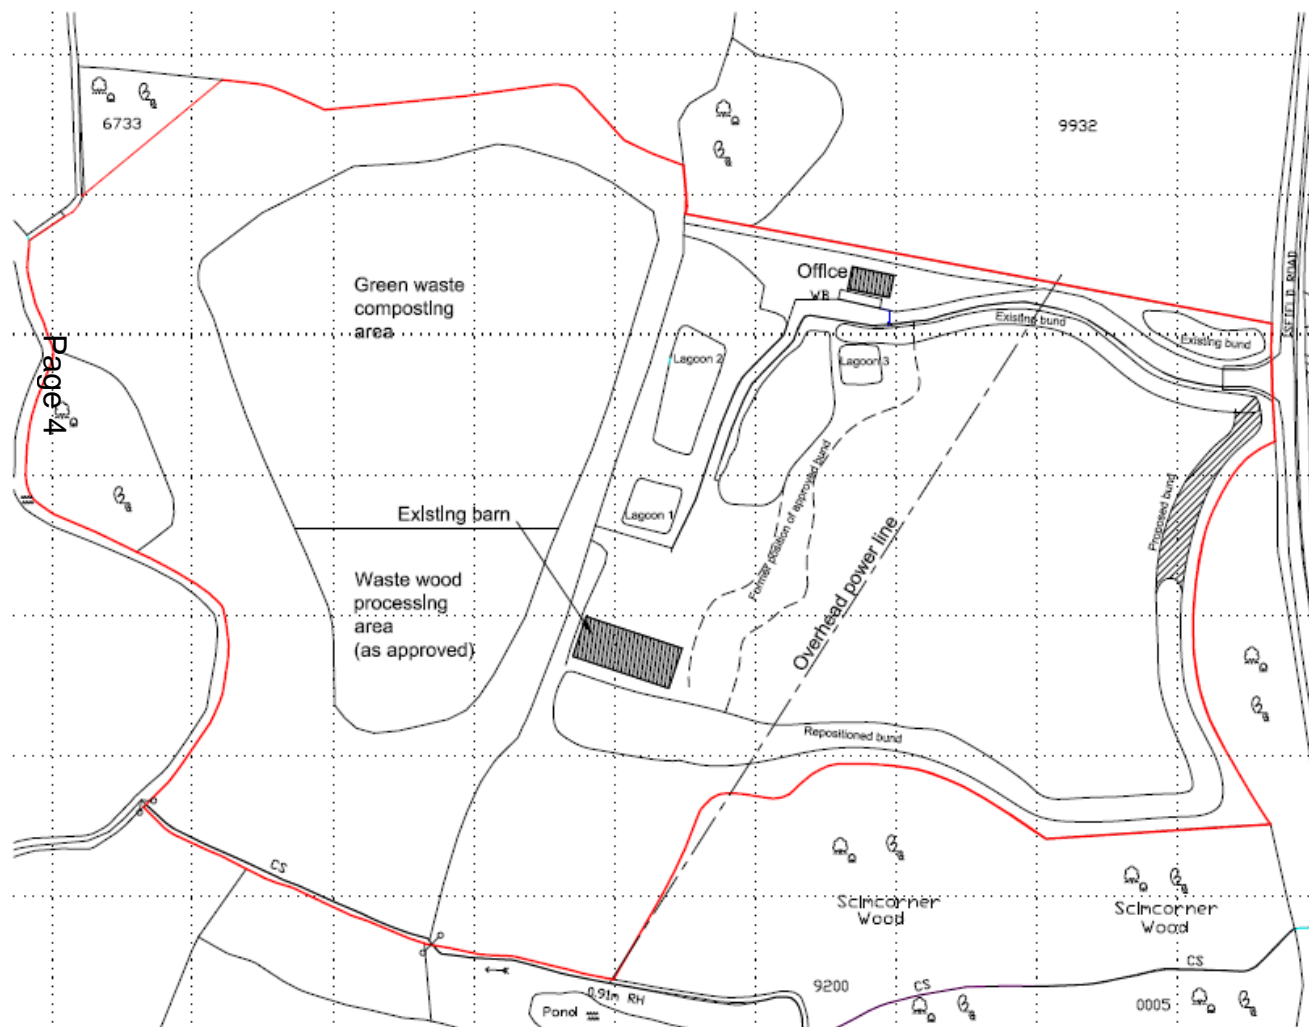 6733
9932
Office
WB
Existing bund
Existing bund
Green waste
composting
area
Page 4
Lagoon 2
Lagoon 3
Existing barn
Lagoon 1
Former position of approved bund
Overhead power line
Proposed bund
Waste wood
processing
area
(as approved)
Repositioned bund
CS
Scimcorner
Wood
Scimcorner
Wood
CS
CS
9200
0005
0.91m RH
Pond